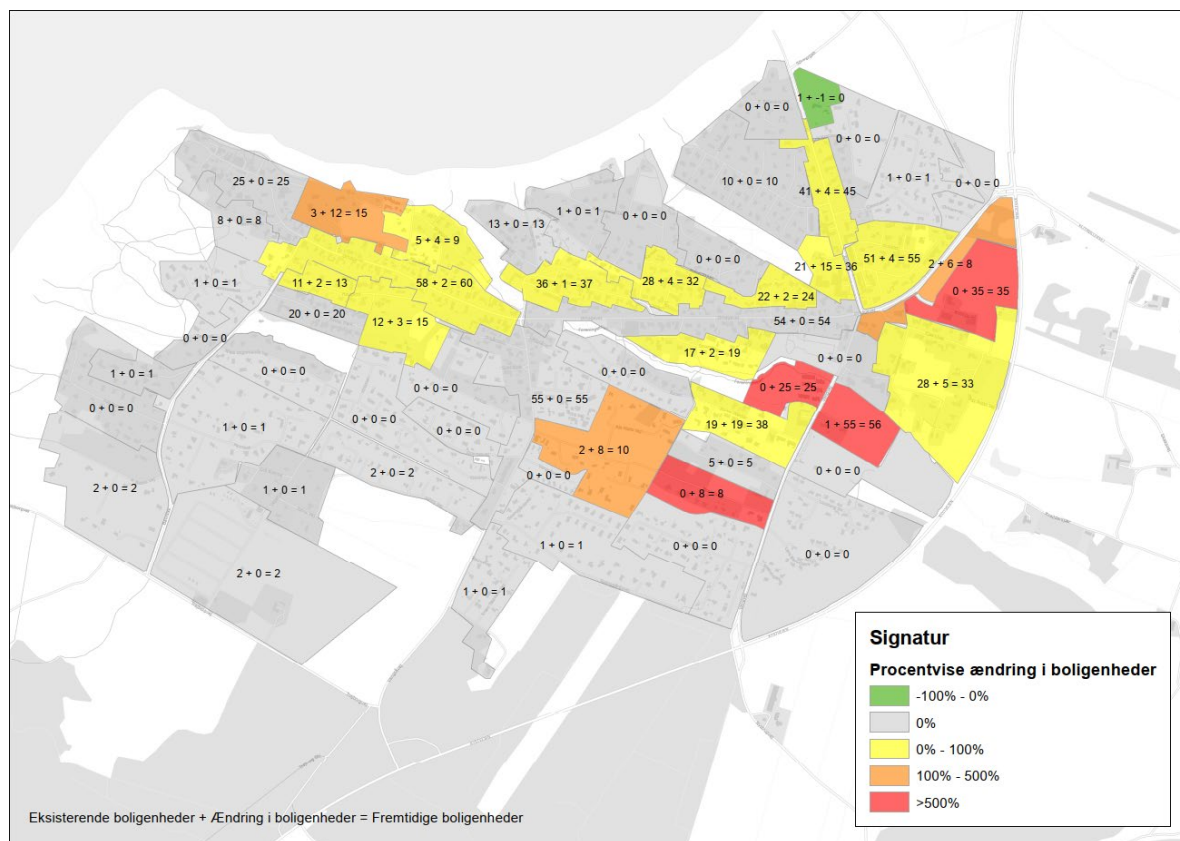 0 + 0 = 0
1 + -1 = 0
0 + 0 = 0
25 + 0 = 25
10 + 0 = 10
1 + 0 = 1
0 + 0 = 0
41 + 4 = 45
3 + 12 = 15
8 + 0 = 8
13 + 0 = 13
1 + 0 = 1
0 + 0 = 0
5 + 4 = 9
0 + 0 = 0
51 + 4 = 55
2 + 6 = 8
21 + 15 = 36
1 + 0 = 1
11 + 2 = 13
58 + 2 = 60
36 + 1 = 37
28 + 4 = 32
22 + 2 = 24
0 + 35 = 35
20 + 0 = 20
12 + 3 = 15
54 + 0 = 54
0 + 0 = 0
17 + 2 = 19
0 + 0 = 0
1 + 0 = 1
0 + 0 = 0
0 + 0 = 0
0 + 0 = 0
0 + 25 = 25
28 + 5 = 33
0 + 0 = 0
55 + 0 = 55
0 + 0 = 0
1 + 0 = 1
0 + 0 = 0
19 + 19 = 38
1 + 55 = 56
2 + 8 = 10
5 + 0 = 5
2 + 0 = 2
0 + 0 = 0
0 + 0 = 0
2 + 0 = 2
1 + 0 = 1
0 + 8 = 8
1 + 0 = 1
0 + 0 = 0
0 + 0 = 0
2 + 0 = 2
1 + 0 = 1
Signatur
Procentvise ændring i boligenheder
-100% - 0%
0%
0% - 100%
100% - 500%
>500%
Eksisterende boligenheder + Ændring i boligenheder = Fremtidige boligenheder